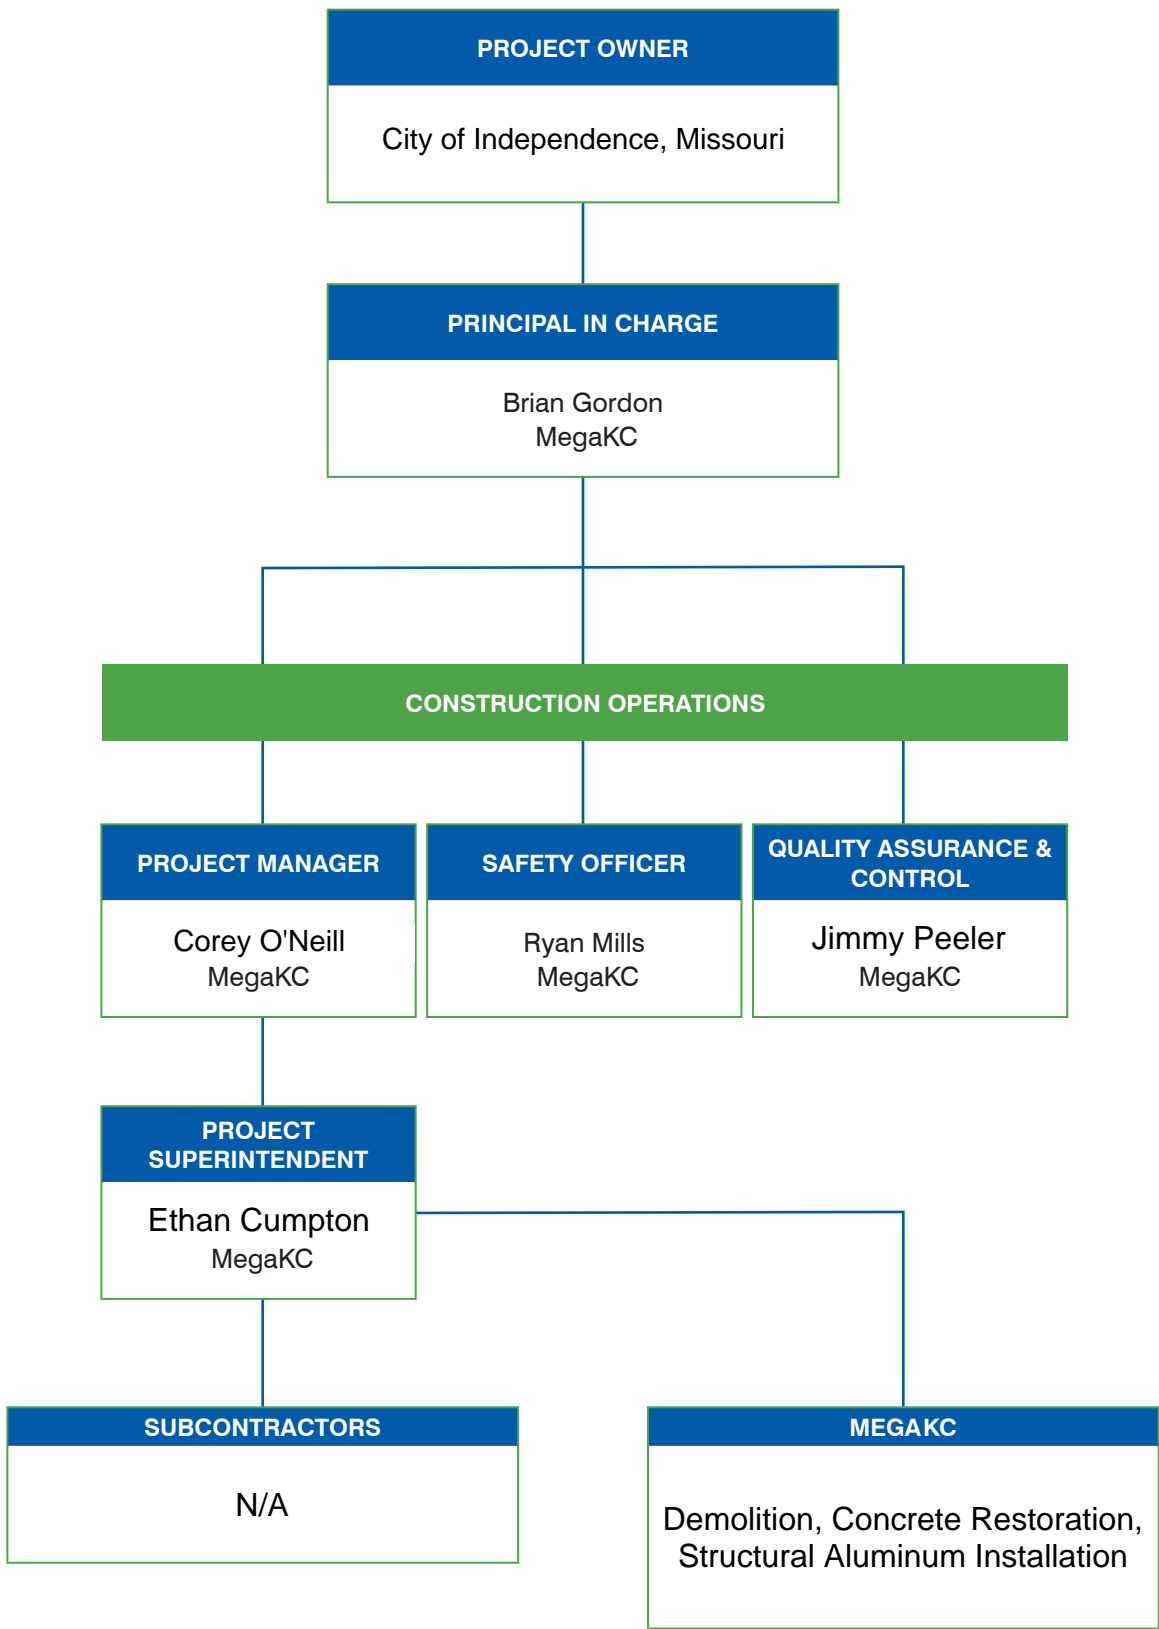 PROJECT OWNER
City of Independence, Missouri
PRINCIPAL IN CHARGE
Brian Gordon
MegaKC
CONSTRUCTION OPERATIONS
PROJECT MANAGER
Corey O'Neill
MegaKC
SAFETY OFFICER
Ryan Mills
MegaKC
QUALITY ASSURANCE &
CONTROL
Jimmy Peeler
MegaKC
PROJECT
SUPERINTENDENT
Ethan Cumpton
MegaKC
SUBCONTRACTORS
N/A
MEGAKC
Demolition, Concrete Restoration,
Structural Aluminum Installation